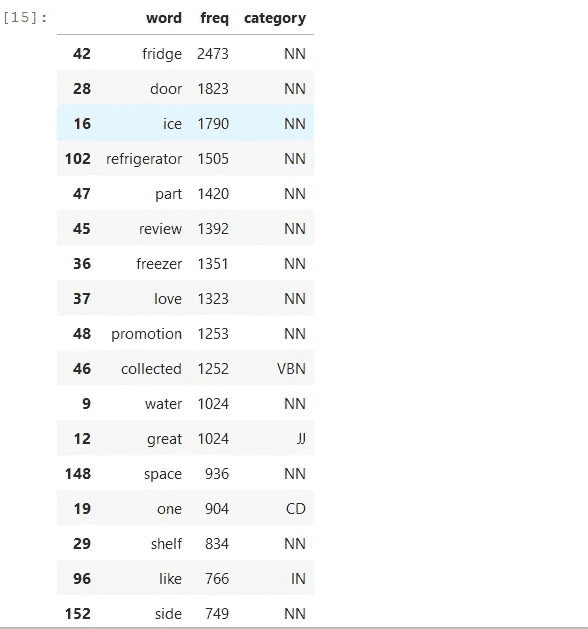 [15]: word freq category
42 fridge 2473 NN
28 door 1823 NN
16 ice 1790 NN
102 refrigerator 1505 NN
47 part 1420 NN
45 review 1392 NN
36 freezer 1351 NN
37 love 1323 NN
48 promotion 1253 NN
46 collected 1252 VBN
9 water 1024 NN
12 great 1024 JJ
148 space 936 NN
19 one 904 CD
29 shelf 834 NN
96 like 766 IN
152 side 749 NN